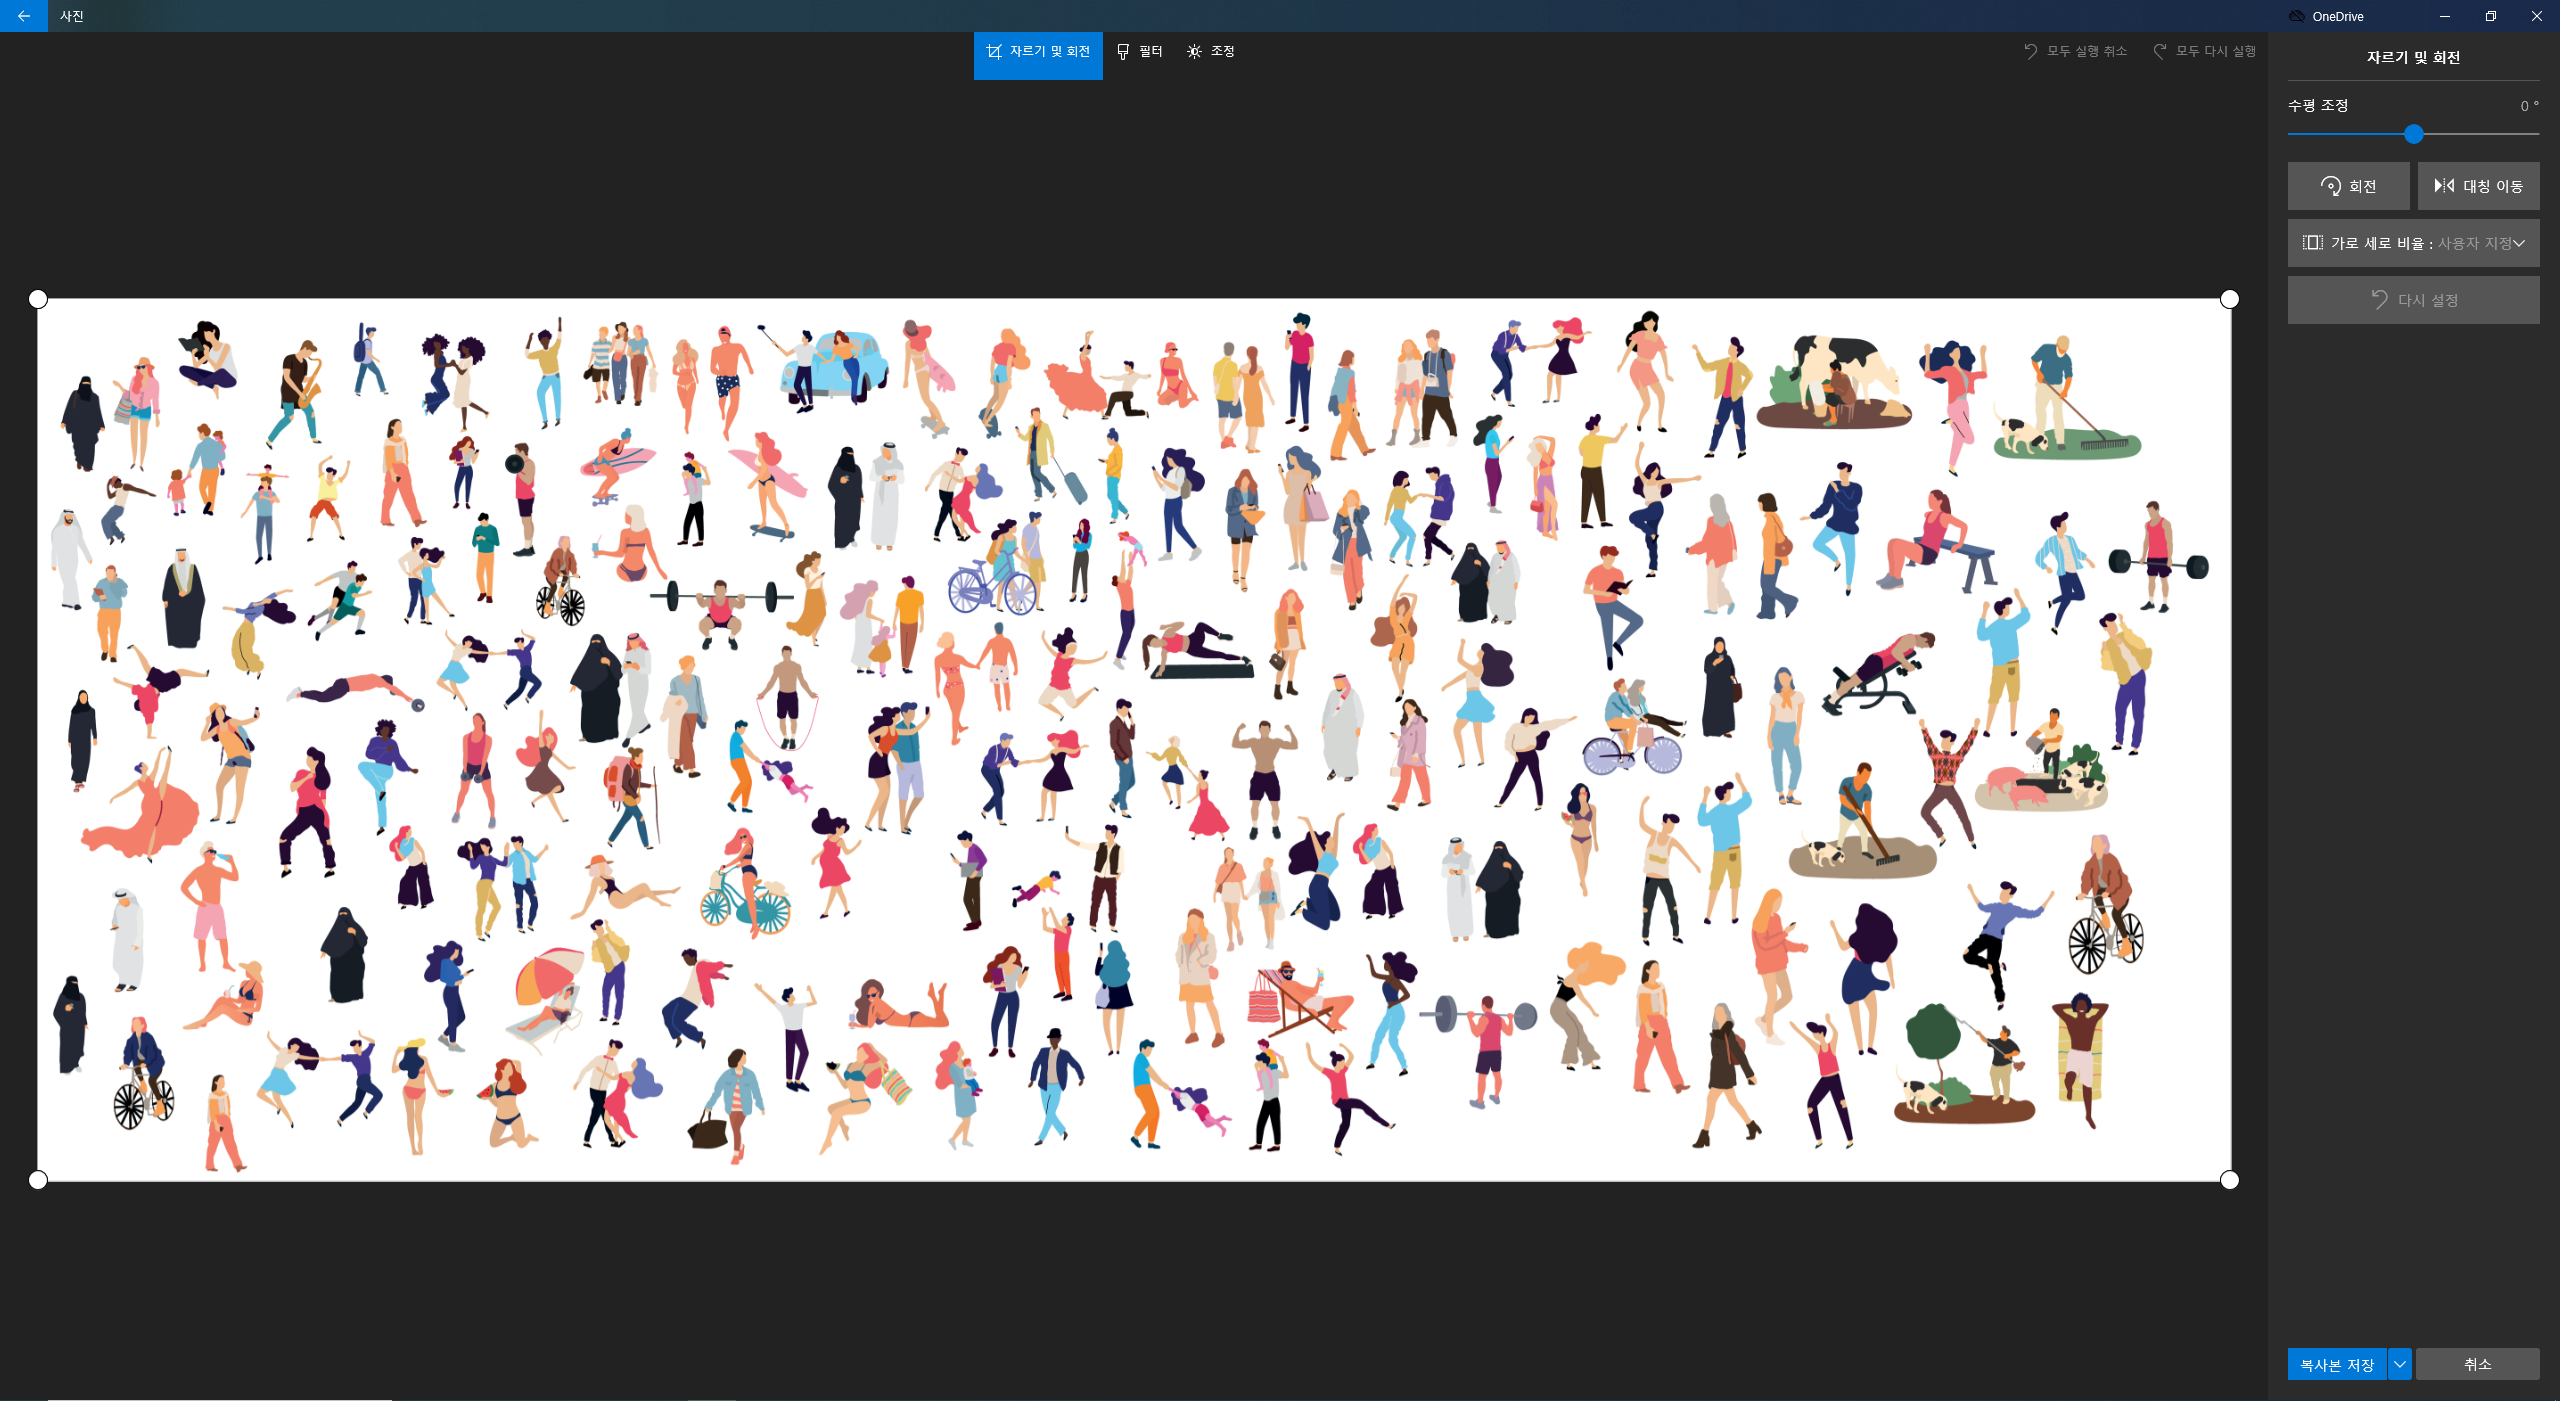 사진
OneDrive
자르기 및 회전
필터
조정
모두 실행 취소
모두 다시 실행
자르기 및 회전
수평 조정
0 °
회전
대칭 이동
가로 세로 비율 : 사용자 지정
다시 설정
복사본 저장
취소